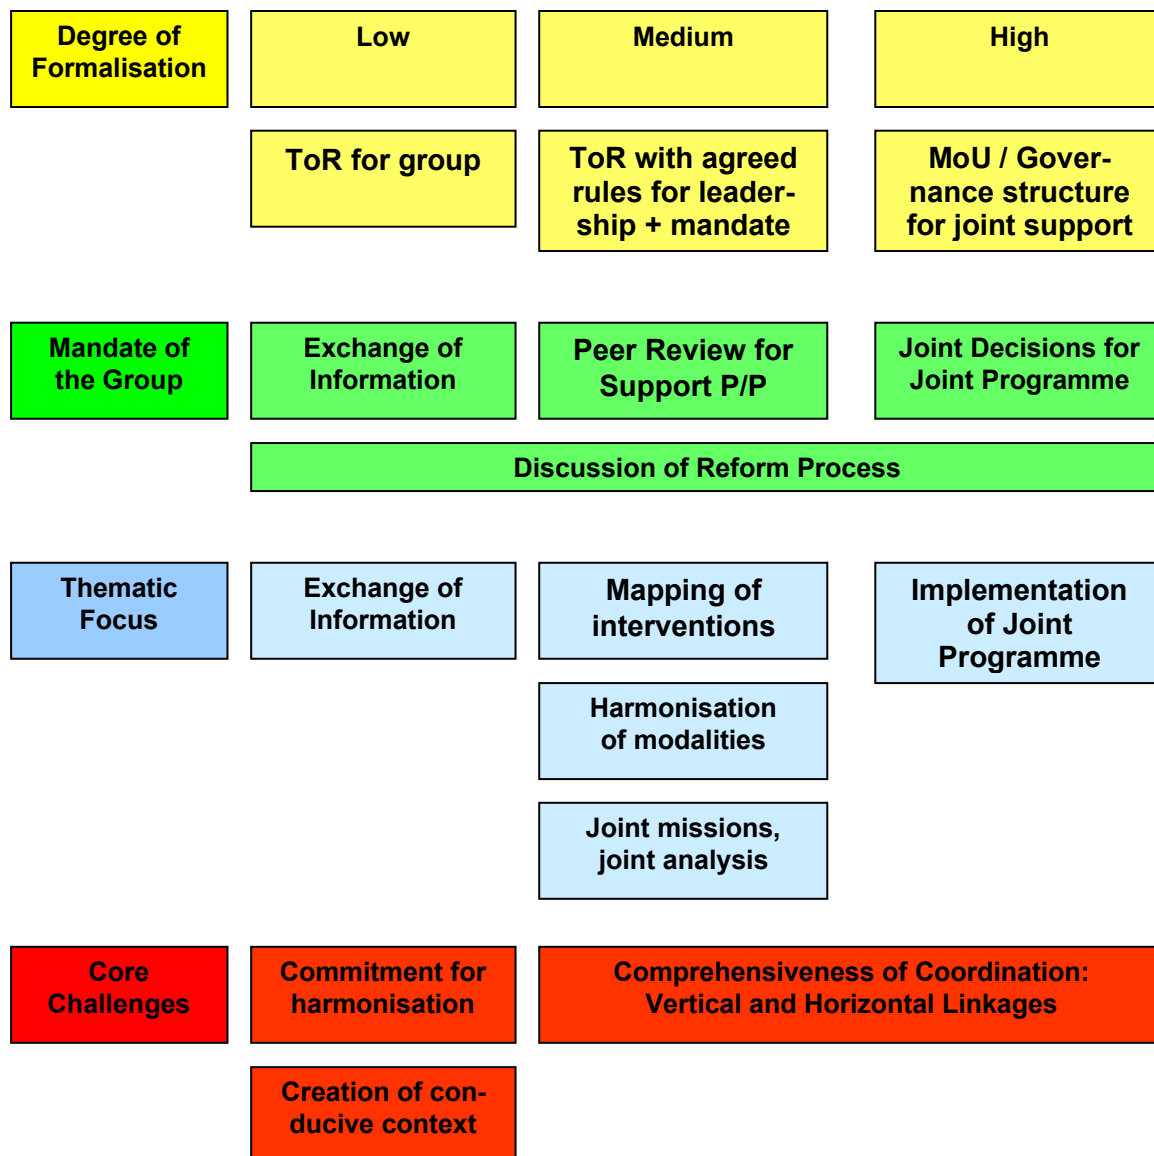 Degree of
Formalisation
Low
Medium
High
ToR for group
ToR with agreed
rules for leader-
ship + mandate
MoU / Gover-
nance structure
for joint support
Mandate of
the Group
Exchange of
Information
Peer Review for
Support P/P
Joint Decisions for
Joint Programme
Discussion of Reform Process
Thematic
Focus
Exchange of
Information
Mapping of
interventions
Implementation
of Joint
Programme
Harmonisation
of modalities
Joint missions,
joint analysis
Core
Challenges
Commitment for
harmonisation
Comprehensiveness of Coordination:
Vertical and Horizontal Linkages
Creation of con-
ducive context